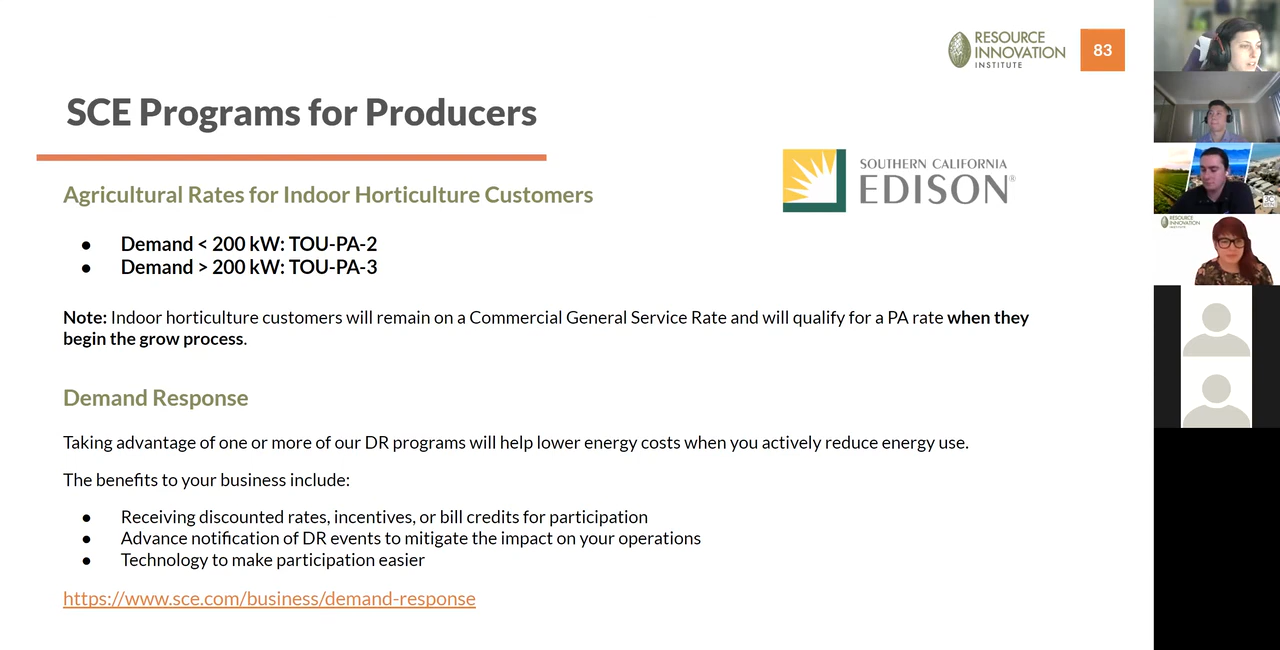 RESOURCE
INNOVATION
INSTITUTE
83
SCE Programs for Producers
SOUTHERN CALIFORNIA
EDISON®
Agricultural Rates for Indoor Horticulture Customers
● Demand < 200 kW: TOU-PA-2
● Demand > 200 kW: TOU-PA-3
Note: Indoor horticulture customers will remain on a Commercial General Service Rate and will qualify for a PA rate when they
begin the grow process.
Demand Response
Taking advantage of one or more of our DR programs will help lower energy costs when you actively reduce energy use.
The benefits to your business include:
● Receiving discounted rates, incentives, or bill credits for participation
● Advance notification of DR events to mitigate the impact on your operations
● Technology to make participation easier
https://www.sce.com/business/demand-response
RESOURCE
INNOVATION
INSTITUTE